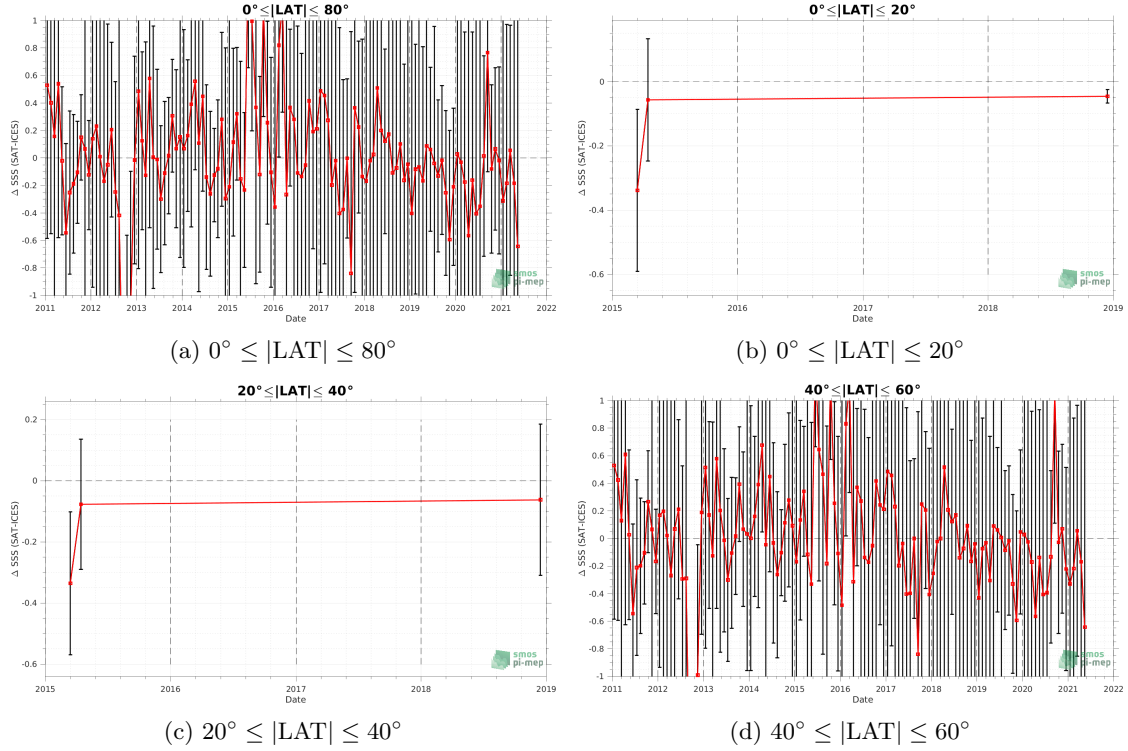 0°≤|LAT|≤ 80°
Δ SSS (SAT-ICES)
1
0.8
0.6
0.4
0.2
0
-0.2
-0.4
-0.6
-0.8
-1
2011 2012 2013 2014 2015 2016 2017 2018 2019 2020 2021 2022
Date
smos
pi-mep
(a) 0° ≤ |LAT| ≤ 80°
0°≤|LAT|≤ 20°
Δ SSS (SAT-ICES)
0
-0.2
-0.4
-0.6
2015 2016 2017 2018 2019
Date
smos
pi-mep
(b) 0° ≤ |LAT| ≤ 20°
20°≤|LAT|≤ 40°
Δ SSS (SAT-ICES)
0.2
0
-0.2
-0.4
-0.6
2015 2016 2017 2018 2019
Date
smos
pi-mep
(c) 20° ≤ |LAT| ≤ 40°
40°≤|LAT|≤ 60°
Δ SSS (SAT-ICES)
1
0.8
0.6
0.4
0.2
0
-0.2
-0.4
-0.6
-0.8
-1
2011 2012 2013 2014 2015 2016 2017 2018 2019 2020 2021 2022
Date
smos
pi-mep
(d) 40° ≤ |LAT| ≤ 60°